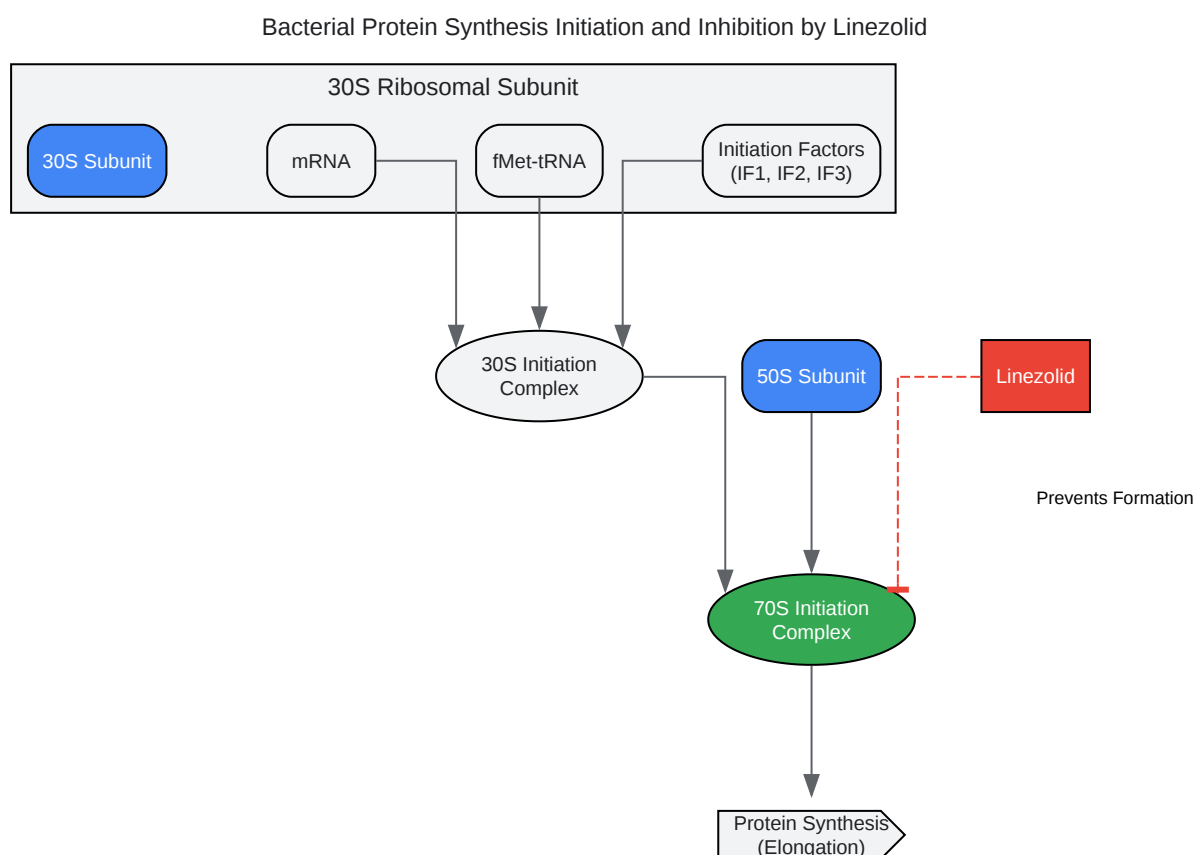 Bacterial Protein Synthesis Initiation and Inhibition by Linezolid
30S Ribosomal Subunit
30S Subunit
mRNA
fMet-tRNA
Initiation Factors
(IF1, IF2, IF3)
30S Initiation
Complex
50S Subunit
Linezolid
Prevents Formation
70S Initiation
Complex
Protein Synthesis
(Elongation)